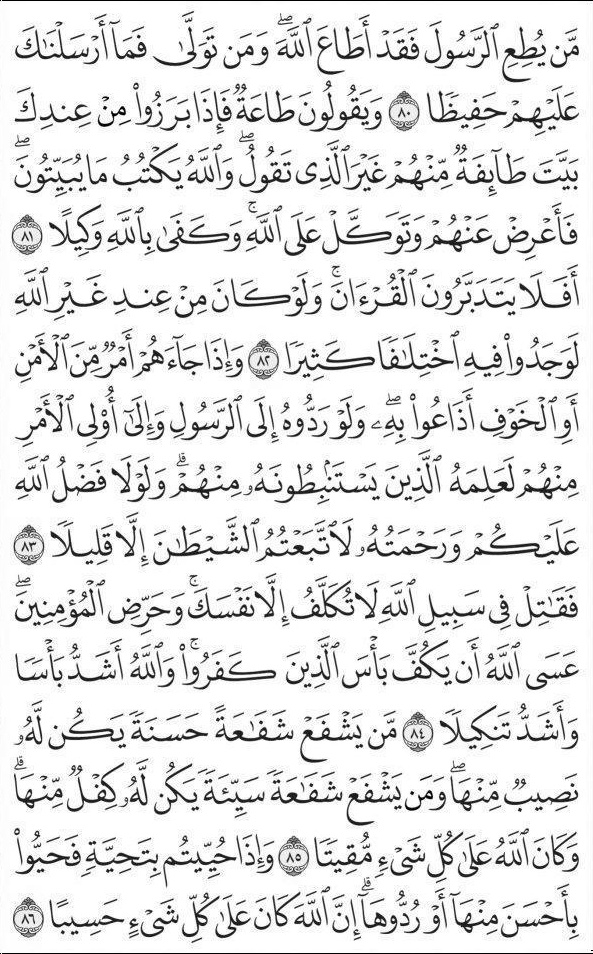 مَّن يُطِعِ ٱلرَّسُولَ فَقَدْ أَطَاعَ ٱللَّهَۖ وَمَن تَوَلَّىٰ فَمَآ أَرْسَلْنَٰكَ
عَلَيْهِمْ حَفِيظًا ٨٠ وَيَقُولُونَ طَاعَةٌ فَإِذَا بَرَزُوا۟ مِنْ عِندِكَ
بَيَّتَ طَآئِفَةٌ مِّنْهُمْ غَيْرَ ٱلَّذِى تَقُولُۖ وَٱللَّهُ يَكْتُبُ مَا يُبَيِّتُونَۖ
فَأَعْرِضْ عَنْهُمْ وَتَوَكَّلْ عَلَى ٱللَّهِۚ وَكَفَىٰ بِٱللَّهِ وَكِيلًا ٨١
أَفَلَا يَتَدَبَّرُونَ ٱلْقُرْءَانَۚ وَلَوْ كَانَ مِنْ عِندِ غَيْرِ ٱللَّهِ
لَوَجَدُوا۟ فِيهِ ٱخْتِلَٰفًا كَثِيرًا ٨٢ وَإِذَا جَآءَهُمْ أَمْرٌ مِّنَ ٱلْأَمْنِ
أَوِ ٱلْخَوْفِ أَذَاعُوا۟ بِهِۦۖ وَلَوْ رَدُّوهُ إِلَى ٱلرَّسُولِ وَإِلَىٰٓ أُو۟لِى ٱلْأَمْرِ
مِنْهُمْ لَعَلِمَهُ ٱلَّذِينَ يَسْتَنۢبِطُونَهُۥ مِنْهُمْۗ وَلَوْلَا فَضْلُ ٱللَّهِ
عَلَيْكُمْ وَرَحْمَتُهُۥ لَٱتَّبَعْتُمُ ٱلشَّيْطَٰنَ إِلَّا قَلِيلًا ٨٣
فَقَٰتِلْ فِى سَبِيلِ ٱللَّهِ لَا تُكَلَّفُ إِلَّا نَفْسَكَۚ وَحَرِّضِ ٱلْمُؤْمِنِينَۖ
عَسَى ٱللَّهُ أَن يَكُفَّ بَأْسَ ٱلَّذِينَ كَفَرُوا۟ۚ وَٱللَّهُ أَشَدُّ بَأْسًا
وَأَشَدُّ تَنكِيلًا ٨٤ مَّن يَشْفَعْ شَفَٰعَةً حَسَنَةً يَكُن لَّهُۥ
نَصِيبٌ مِّنْهَاۖ وَمَن يَشْفَعْ شَفَٰعَةً سَيِّئَةً يَكُن لَّهُۥ كِفْلٌ مِّنْهَاۗ
وَكَانَ ٱللَّهُ عَلَىٰ كُلِّ شَىْءٍ مُّقِيتًا ٨٥ وَإِذَا حُيِّيتُم بِتَحِيَّةٍ فَحَيُّوا۟
بِأَحْسَنَ مِنْهَآ أَوْ رُدُّوهَآۗ إِنَّ ٱللَّهَ كَانَ عَلَىٰ كُلِّ شَىْءٍ حَسِيبًا ٨٦